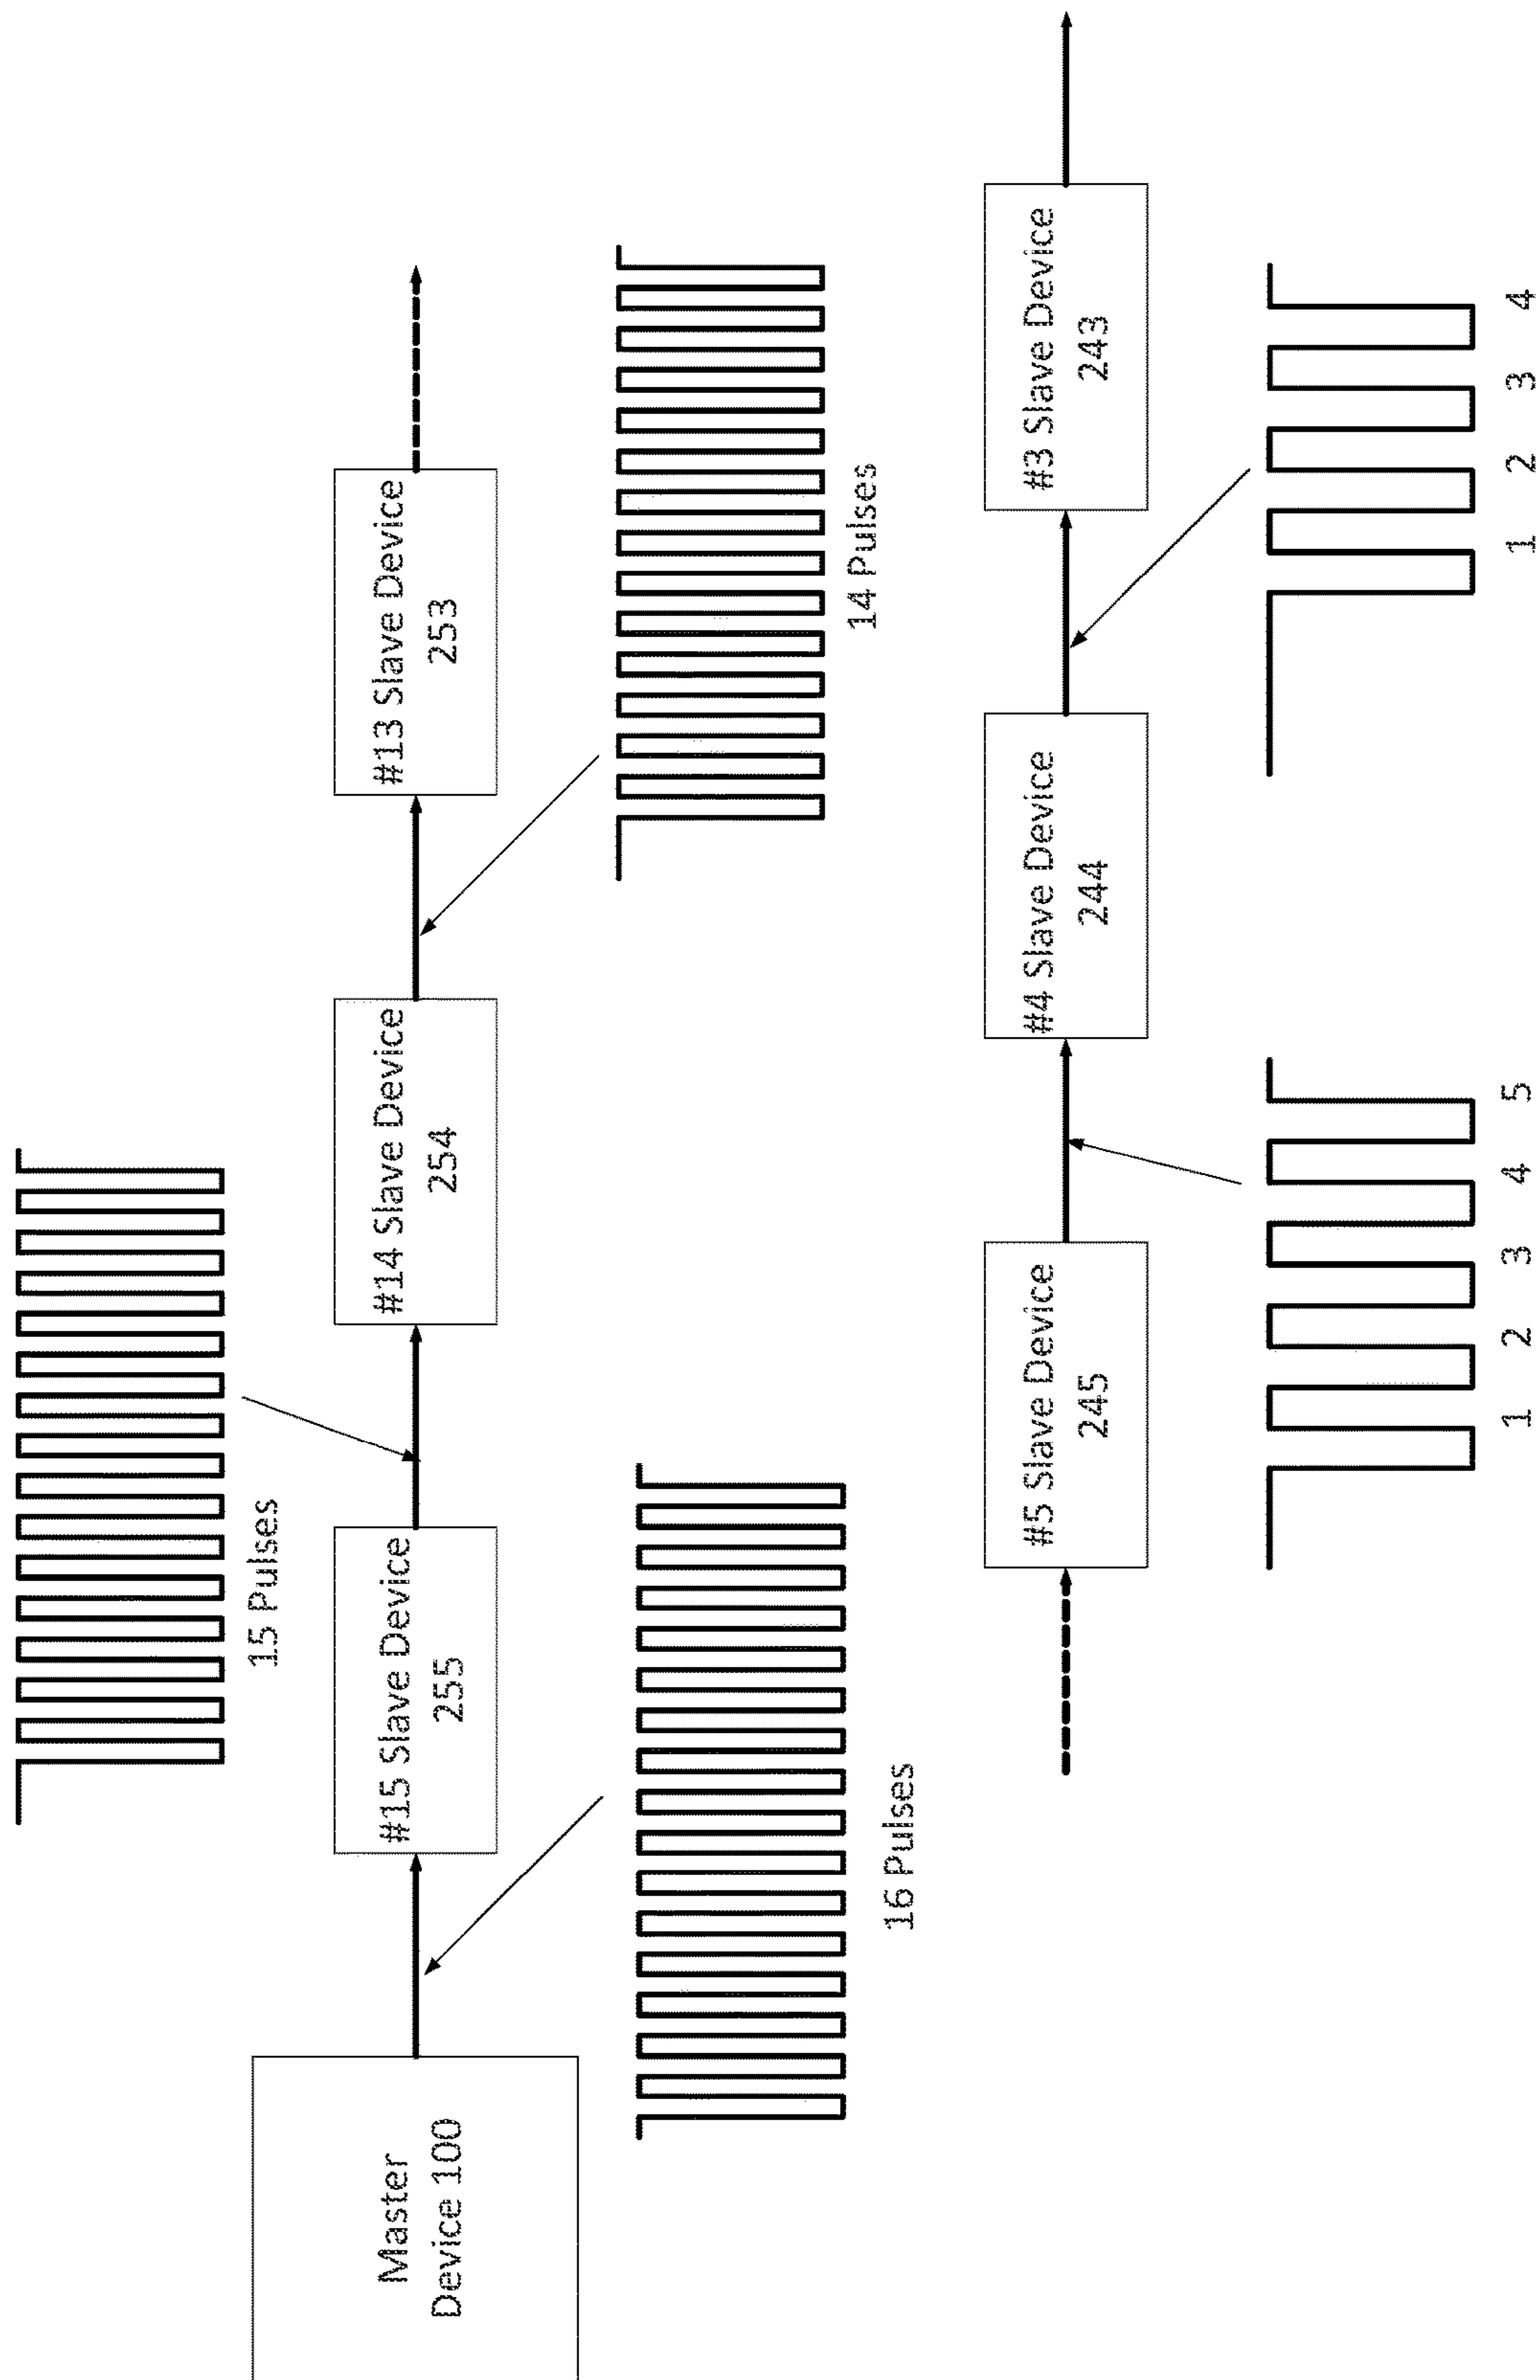 15 Pulses
Master
Device 100
#15 Slave Device
255
#14 Slave Device
254
#13 Slave Device
253
16 Pulses
14 Pulses
#5 Slave Device
245
#4 Slave Device
244
#3 Slave Device
243
1 2 3 4 5
1 2 3 4